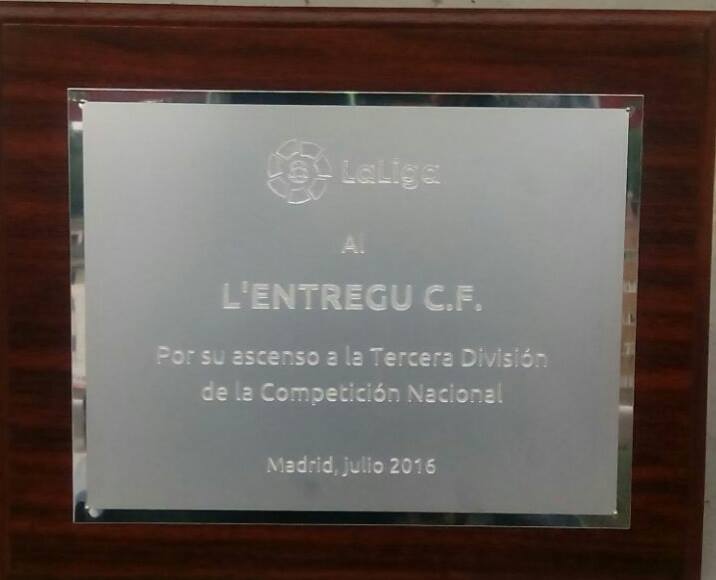 LaLiga
Al
L'ENTREGU C.F.
Por su ascenso a la Tercera División
de la Competición Nacional
Madrid, julio 2016